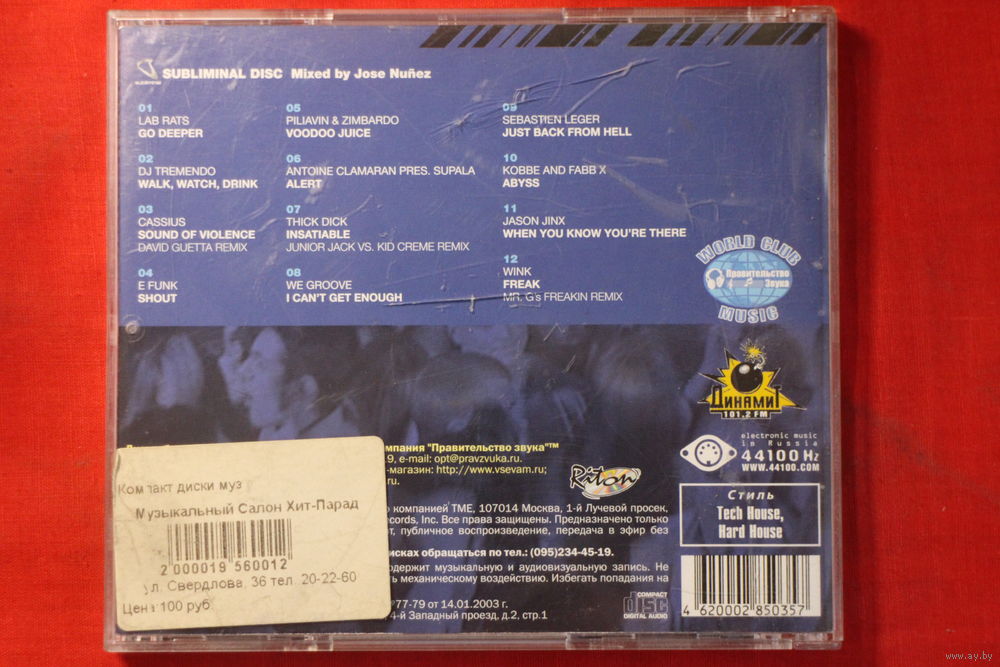 SUBLIMINAL DISC Mixed by Jose Nuñez
01
LAB RATS
GO DEEPER
02
DJ TREMENDO
WALK, WATCH, DRINK
03
CASSIUS
SOUND OF VIOLENCE
DAVID GUETTA REMIX
04
E FUNK
SHOUT
05
PILIAVIN & ZIMBARDO
VOODOO JUICE
06
ANTOINE CLAMARAN PRES. SUPALA
ALERT
07
THICK DICK
INSATIABLE
JUNIOR JACK VS. KID CREME REMIX
08
WE GROOVE
I CAN'T GET ENOUGH
09
SEBASTIEN LEGER
JUST BACK FROM HELL
10
KOBBE AND FABB X
ABYSS
11
JASON JINX
WHEN YOU KNOW YOU'RE THERE
12
WINK
FREAK
MR. G's FREAKIN REMIX
WORLD CLUB
Правительство
Звука
MUSIC
ДИНАМИТ
101.2 FM
electronic music
in Russia
44100 Hz
WWW.44100.COM
Стиль
Tech House,
Hard House
4 620002 850357
мпания "Правительство звука"™
9, e-mail: opt@pravzvuka.ru.
-магазин: http://www.vsevam.ru;
.ru.
Riton
о компанией TME, 107014 Москва, 1-й Лучевой просек,
ecords, Inc. Все права защищены. Предназначено только
т, публичное воспроизведение, передача в эфир без
исках обращаться по тел.: (095)234-45-19.
одержит музыкальную и аудиовизуальную запись. Не
ть механическому воздействию. Избегать попадания на
°77-79 от 14.01.2003 г.
4-й Западный проезд, д.2, стр.1
COMPACT
disc
DIGITAL AUDIO
Компакт диски муз
Музыкальный Салон Хит-Парад
2 000019 560012
ул. Свердлова, 36 тел. 20-22-60
Цена 100 руб.
www.ay.by